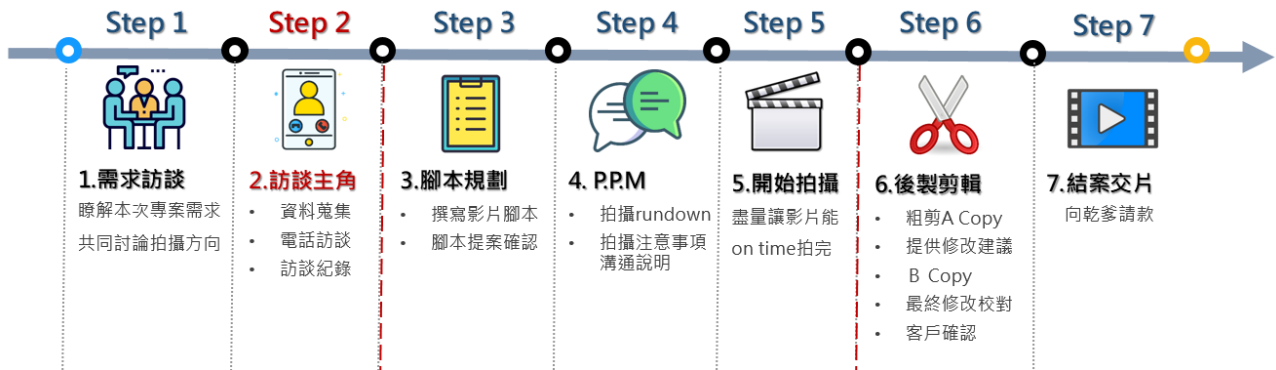 Step 1
Step 2
Step 3
Step 4
Step 5
Step 6
Step 7
1.需求訪談
瞭解本次專案需求
共同討論拍攝方向
2.訪談主角
• 資料蒐集
• 電話訪談
• 訪談紀錄
3.腳本規劃
• 撰寫影片腳本
• 腳本提案確認
4. P.P.M
• 拍攝rundown
• 拍攝注意事項
溝通說明
5.開始拍攝
盡量讓影片能
on time拍完
6.後製剪輯
• 粗剪A Copy
• 提供修改建議
• B Copy
• 最終修改校對
• 客戶確認
7.結案交片
向乾爹請款